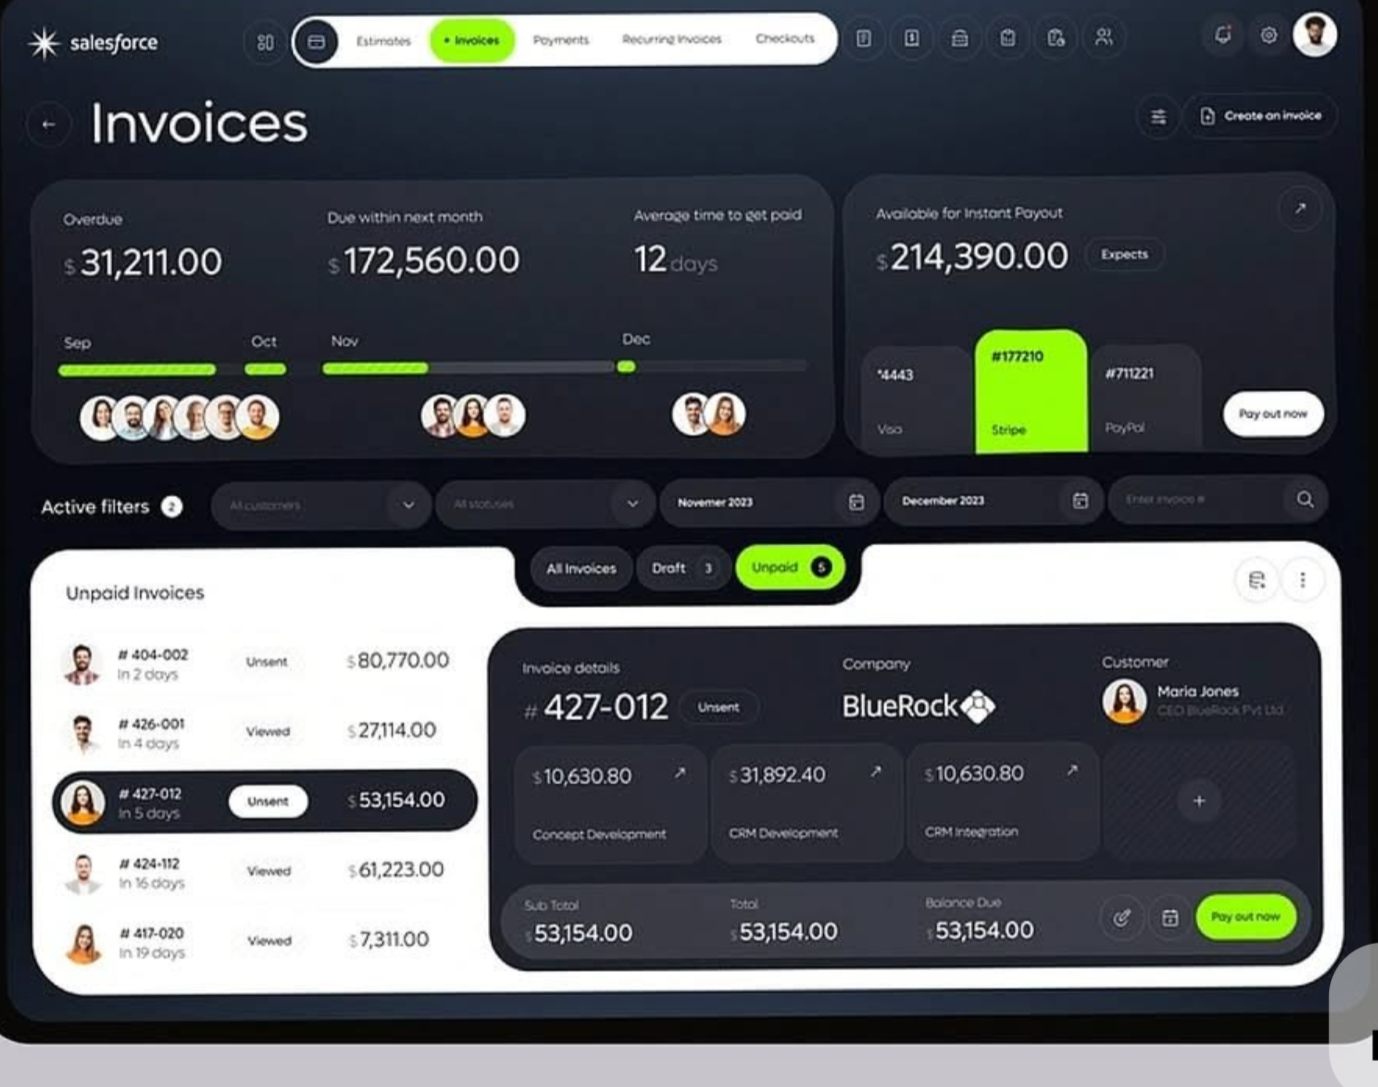 salesforce
Estimates
• Invoices
Payments
Recurring Invoices
Checkouts
←
Invoices
Create an invoice
Overdue
$ 31,211.00
Due within next month
$ 172,560.00
Average time to get paid
12 days
Sep
Oct
Nov
Dec
Available for Instant Payout
$ 214,390.00
Expects
*4443
Visa
#177210
Stripe
#711221
PayPal
Pay out now
Active filters 2
All customers
All statuses
Novemer 2023
December 2023
Enter invoice #
All Invoices
Draft 3
Unpaid 5
Unpaid Invoices
# 404-002
In 2 days
Unsent
$ 80,770.00
# 426-001
In 4 days
Viewed
$ 27,114.00
# 427-012
In 5 days
Unsent
$ 53,154.00
# 424-112
In 16 days
Viewed
$ 61,223.00
# 417-020
In 19 days
Viewed
$ 7,311.00
Invoice details
# 427-012
Unsent
Company
BlueRock
Customer
Maria Jones
CEO BlueRock Pvt Ltd.
$ 10,630.80
Concept Development
$ 31,892.40
CRM Development
$ 10,630.80
CRM Integration
+
Sub Total
$ 53,154.00
Total
$ 53,154.00
Balance Due
$ 53,154.00
Pay out now